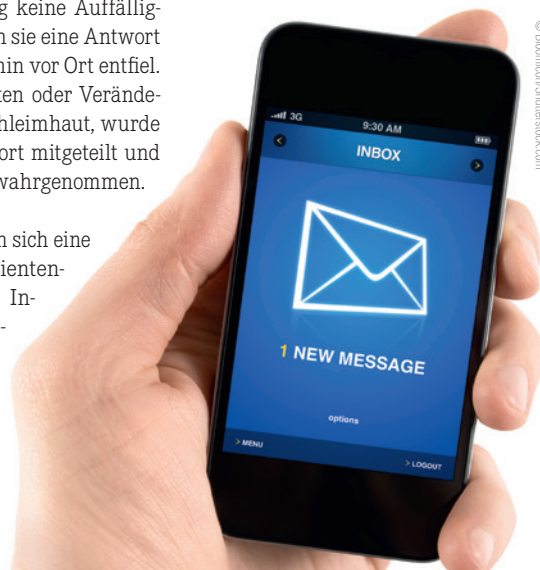 g keine Auffällig-
n sie eine Antwort
min vor Ort entfiel.
ten oder Verände-
hleimhaut, wurde
ort mitgeteilt und
wahrgenommen.
n sich eine
ienten-
In-
-
3G
9:30 AM
INBOX
1 NEW MESSAGE
options
> MENU
> LOGOUT